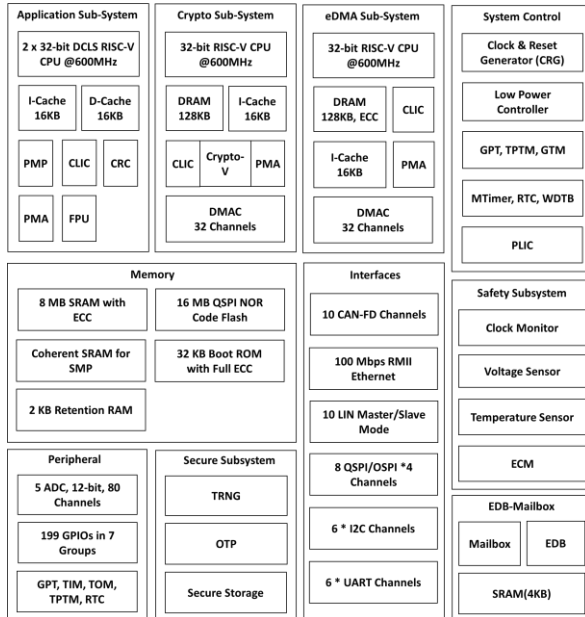 Application Sub-System
2 x 32-bit DCLS RISC-V
CPU @600MHz
I-Cache
16KB
D-Cache
16KB
PMP
CLIC
CRC
PMA
FPU
Crypto Sub-System
32-bit RISC-V CPU
@600MHz
DRAM
128KB
I-Cache
16KB
CLIC
Crypto-
V
PMA
DMAC
32 Channels
eDMA Sub-System
32-bit RISC-V CPU
@600MHz
DRAM
128KB, ECC
CLIC
I-Cache
16KB
PMA
DMAC
32 Channels
System Control
Clock & Reset
Generator (CRG)
Low Power
Controller
GPT, TPTM, GTM
MTimer, RTC, WDTB
PLIC
Memory
8 MB SRAM with
ECC
16 MB QSPI NOR
Code Flash
Coherent SRAM for
SMP
32 KB Boot ROM
with Full ECC
2 KB Retention RAM
Interfaces
10 CAN-FD Channels
100 Mbps RMII
Ethernet
10 LIN Master/Slave
Mode
8 QSPI/OSPI *4
Channels
6 * I2C Channels
6 * UART Channels
Safety Subsystem
Clock Monitor
Voltage Sensor
Temperature Sensor
ECM
Peripheral
5 ADC, 12-bit, 80
Channels
199 GPIOs in 7
Groups
GPT, TIM, TOM,
TPTM, RTC
Secure Subsystem
TRNG
OTP
Secure Storage
EDB-Mailbox
Mailbox
EDB
SRAM(4KB)